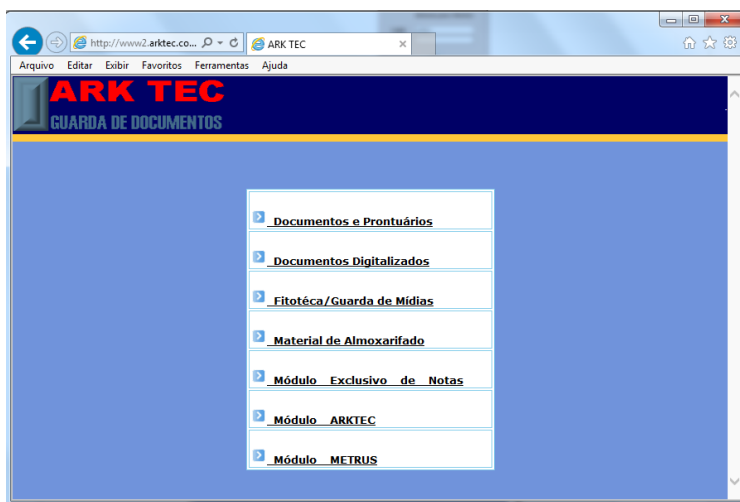 http://www2.arktec.co...
ARK TEC
Arquivo Editar Exibir Favoritos Ferramentas Ajuda
ARK TEC
GUARDA DE DOCUMENTOS
Documentos e Prontuários
Documentos Digitalizados
Fitotéca/Guarda de Mídias
Material de Almoxarifado
Módulo Exclusivo de Notas
Módulo ARKTEC
Módulo METRUS